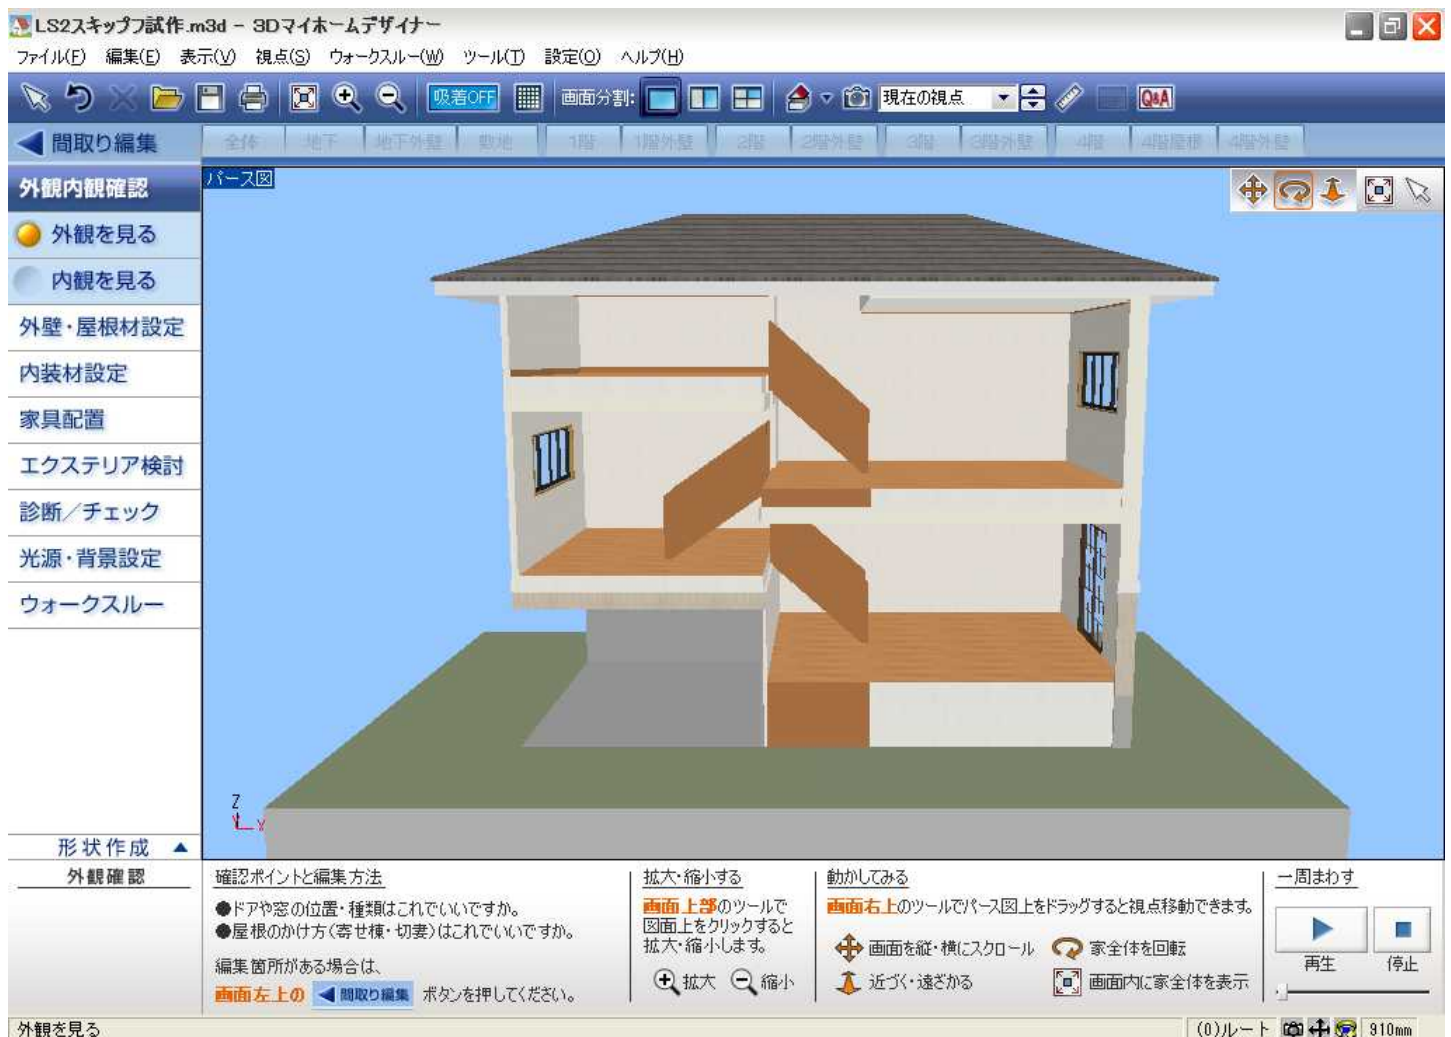 LS2スキップフ試作.m3d - 3Dマイホームデザイナー
ファイル(F) 編集(E) 表示(V) 視点(S) ウォークスルー(W) ツール(T) 設定(O) ヘルプ(H)
吸着OFF 画面分割: 現在の視点 Q&A
間取り編集 全体 地下 地下外壁 敷地 1階 1階外壁 2階 2階外壁 3階 3階外壁 4階 4階屋根 4階外壁
外観内観確認
パース図
外観を見る
内観を見る
外壁・屋根材設定
内装材設定
家具配置
エクステリア検討
診断/チェック
光源・背景設定
ウォークスルー
Z
Y
形状作成 ▲
外観確認
確認ポイントと編集方法
●ドアや窓の位置・種類はこれでいいですか。
●屋根のかけ方(寄せ棟・切妻)はこれでいいですか。
編集箇所がある場合は、
画面左上の 間取り編集 ボタンを押してください。
拡大・縮小する
画面上部のツールで
図面上をクリックすると
拡大・縮小します。
拡大 縮小
動かしてみる
画面右上のツールでパース図上をドラッグすると視点移動できます。
画面を縦・横にスクロール 家全体を回転
近づく・遠ざかる 画面内に家全体を表示
一周まわす
再生 停止
外観を見る (0)ルート 910mm